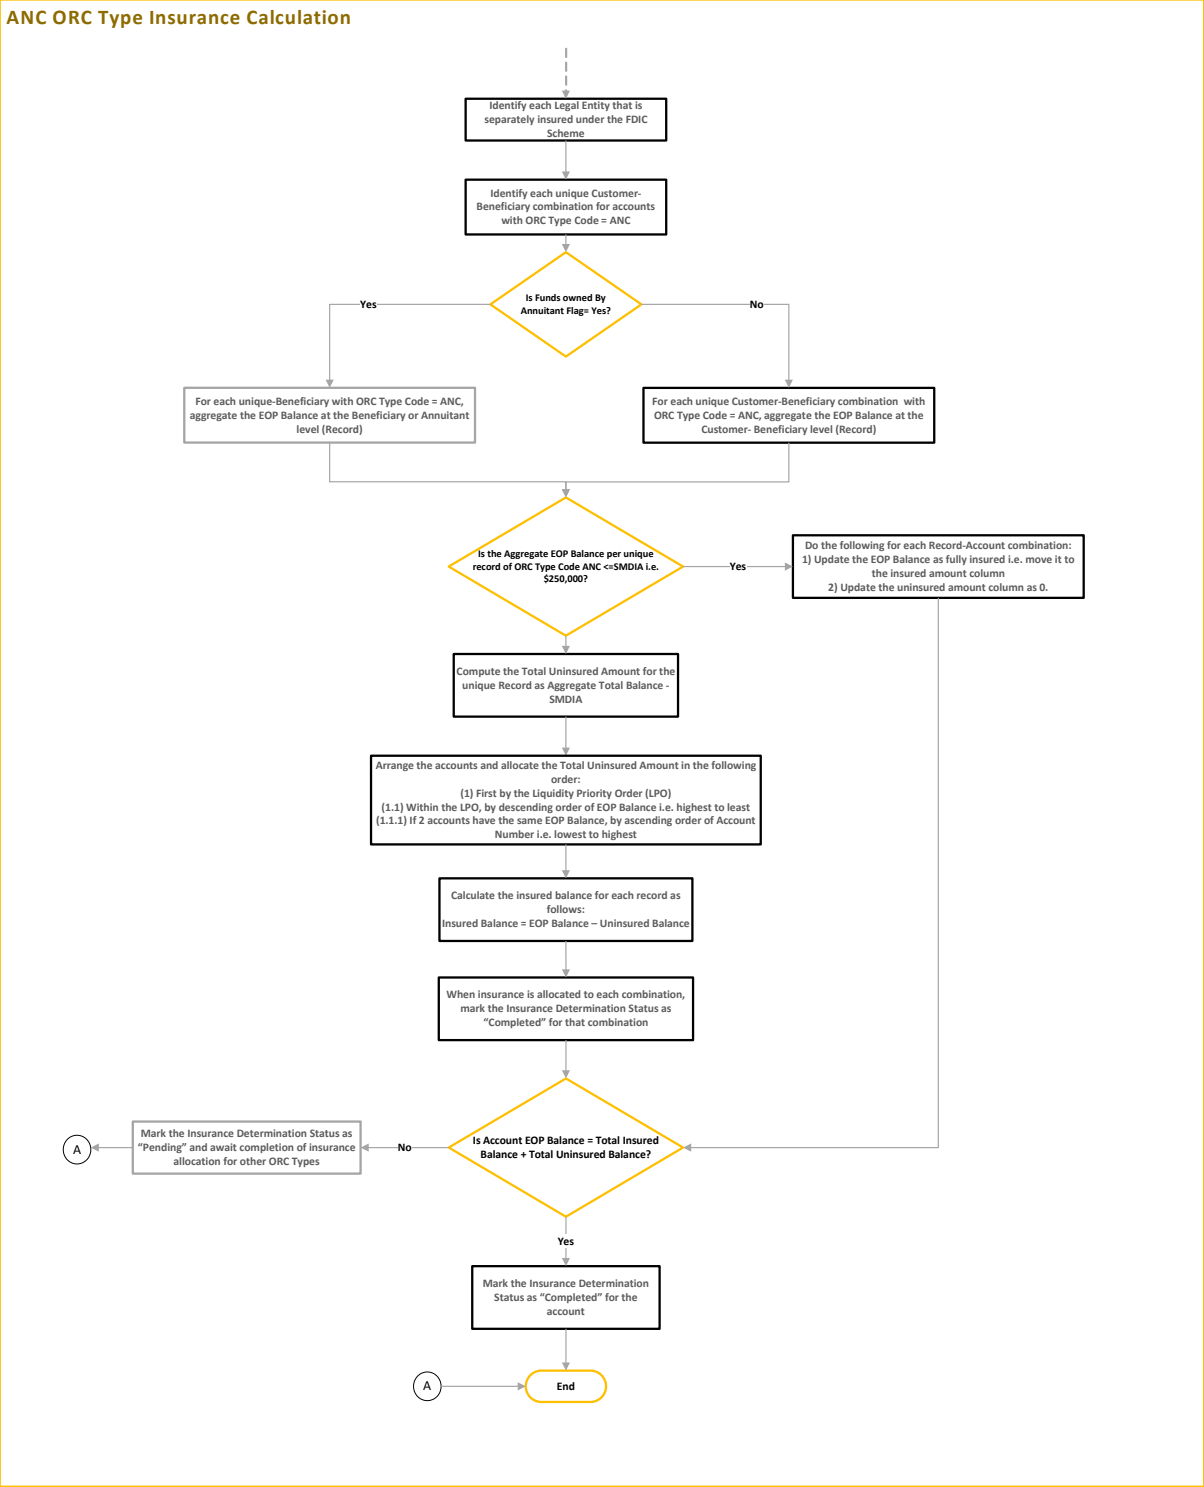 ANC ORC Type Insurance Calculation
Identify each Legal Entity that is
separately insured under the FDIC
Scheme
Identify each unique Customer-
Beneficiary combination for accounts
with ORC Type Code = ANC
Is Funds owned By
Annuitant Flag= Yes?
Yes
No
For each unique-Beneficiary with ORC Type Code = ANC,
aggregate the EOP Balance at the Beneficiary or Annuitant
level (Record)
For each unique Customer-Beneficiary combination with
ORC Type Code = ANC, aggregate the EOP Balance at the
Customer- Beneficiary level (Record)
Is the Aggregate EOP Balance per unique
record of ORC Type Code ANC <=SMDIA i.e.
$250,000?
Yes
Do the following for each Record-Account combination:
1) Update the EOP Balance as fully insured i.e. move it to
the insured amount column
2) Update the uninsured amount column as 0.
Compute the Total Uninsured Amount for the
unique Record as Aggregate Total Balance -
SMDIA
Arrange the accounts and allocate the Total Uninsured Amount in the following
order:
(1) First by the Liquidity Priority Order (LPO)
(1.1) Within the LPO, by descending order of EOP Balance i.e. highest to least
(1.1.1) If 2 accounts have the same EOP Balance, by ascending order of Account
Number i.e. lowest to highest
Calculate the insured balance for each record as
follows:
Insured Balance = EOP Balance – Uninsured Balance
When insurance is allocated to each combination,
mark the Insurance Determination Status as
“Completed” for that combination
Is Account EOP Balance = Total Insured
Balance + Total Uninsured Balance?
No
Mark the Insurance Determination Status as
“Pending” and await completion of insurance
allocation for other ORC Types
A
Yes
Mark the Insurance Determination
Status as “Completed” for the
account
A
End